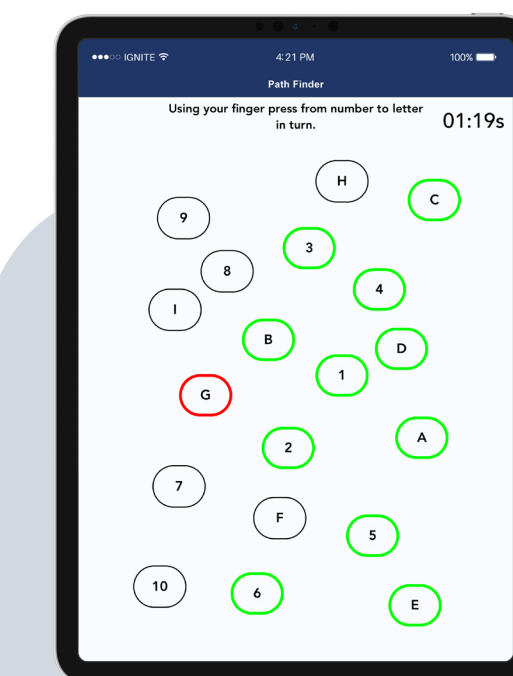 ●●●○○ IGNITE 4:21 PM 100%
Path Finder
Using your finger press from number to letter
in turn.
01:19s
H
C
9
3
8
4
I
B
D
1
G
A
2
7
F
5
10
6
E